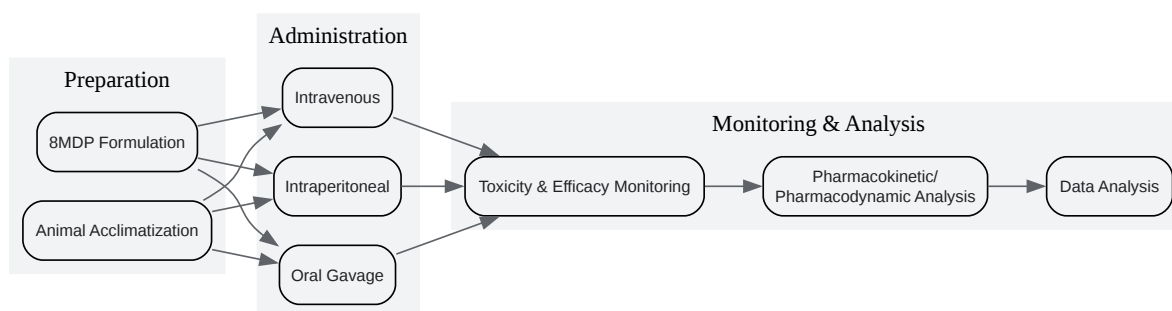 Preparation
8MDP Formulation
Animal Acclimatization
Administration
Intravenous
Intraperitoneal
Oral Gavage
Monitoring & Analysis
Toxicity & Efficacy Monitoring
Pharmacokinetic/
Pharmacodynamic Analysis
Data Analysis